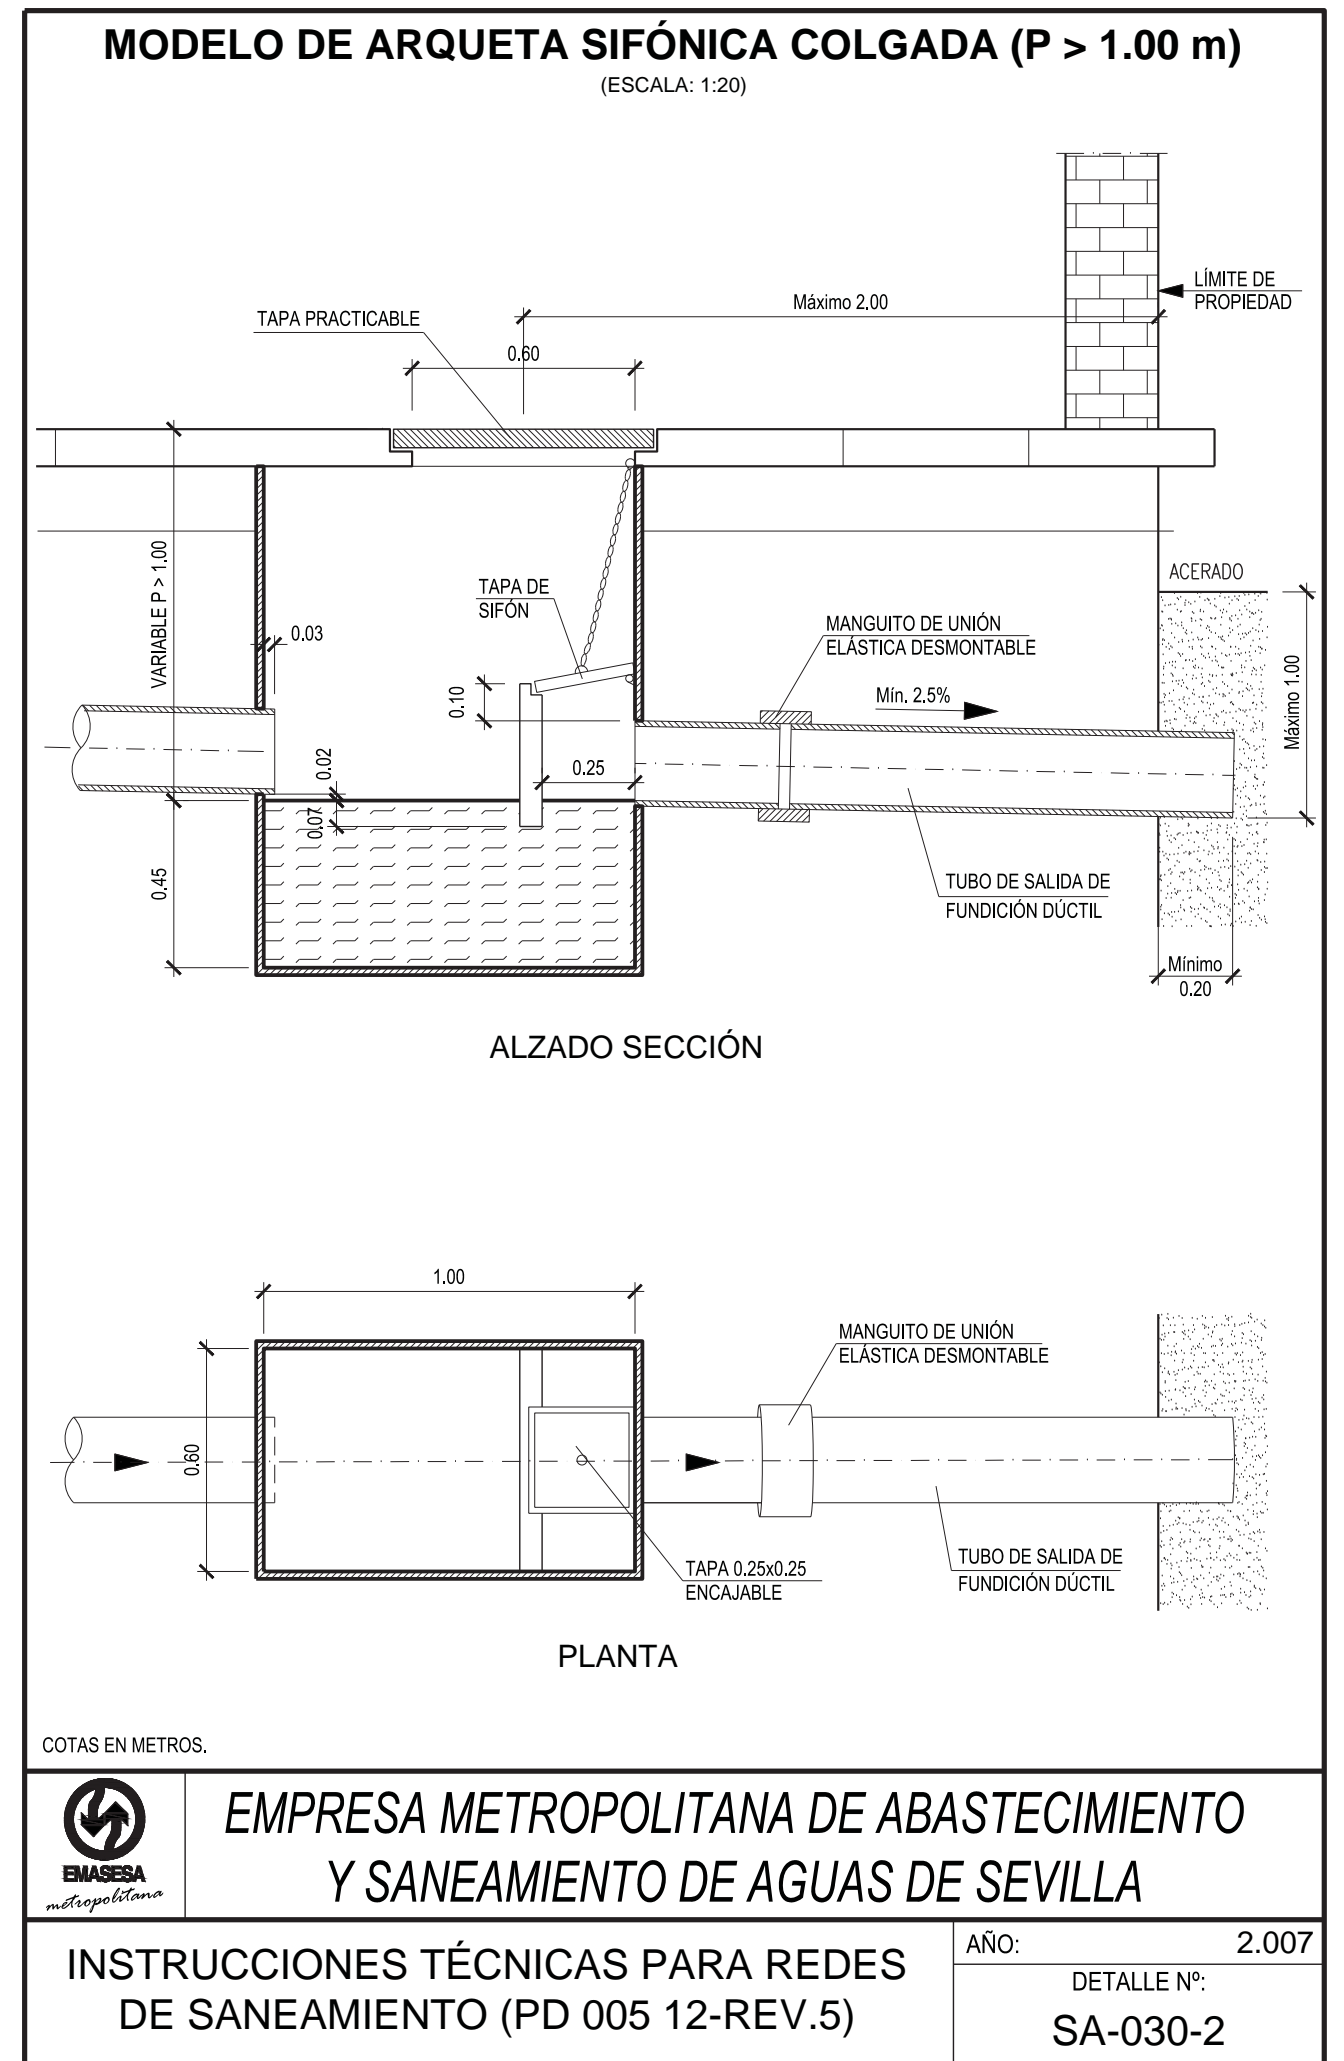 MODELO DE ARQUETA SIFÓNICA COLGADA (P > 1.00 m)
(ESCALA: 1:20)
LÍMITE DE
PROPIEDAD
Máximo 2.00
TAPA PRACTICABLE
0.60
VARIABLE P > 1.00
TAPA DE
SIFÓN
ACERADO
0.03
MANGUITO DE UNIÓN
ELÁSTICA DESMONTABLE
Máximo 1.00
0.10
Mín. 2.5%
0.02
0.25
0.07
0.45
TUBO DE SALIDA DE
FUNDICIÓN DÚCTIL
Mínimo
0.20
ALZADO SECCIÓN
1.00
MANGUITO DE UNIÓN
ELÁSTICA DESMONTABLE
0.60
TAPA 0.25x0.25
ENCAJABLE
TUBO DE SALIDA DE
FUNDICIÓN DÚCTIL
PLANTA
COTAS EN METROS.
EMASESA
metropolitana
EMPRESA METROPOLITANA DE ABASTECIMIENTO
Y SANEAMIENTO DE AGUAS DE SEVILLA
INSTRUCCIONES TÉCNICAS PARA REDES
DE SANEAMIENTO (PD 005 12-REV.5)
AÑO: 2.007
DETALLE Nº:
SA-030-2